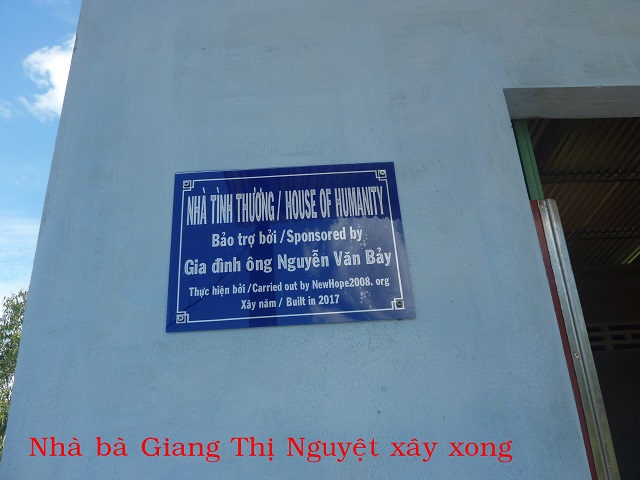 NHÀ TÌNH THƯƠNG / HOUSE OF HUMANITY
Bảo trợ bởi /Sponsored by
Gia đình ông Nguyễn Văn Bảy
Thực hiện bởi /Carried out by NewHope2008. org
Xây năm / Built in 2017
Nhà bà Giang Thị Nguyệt xây xong